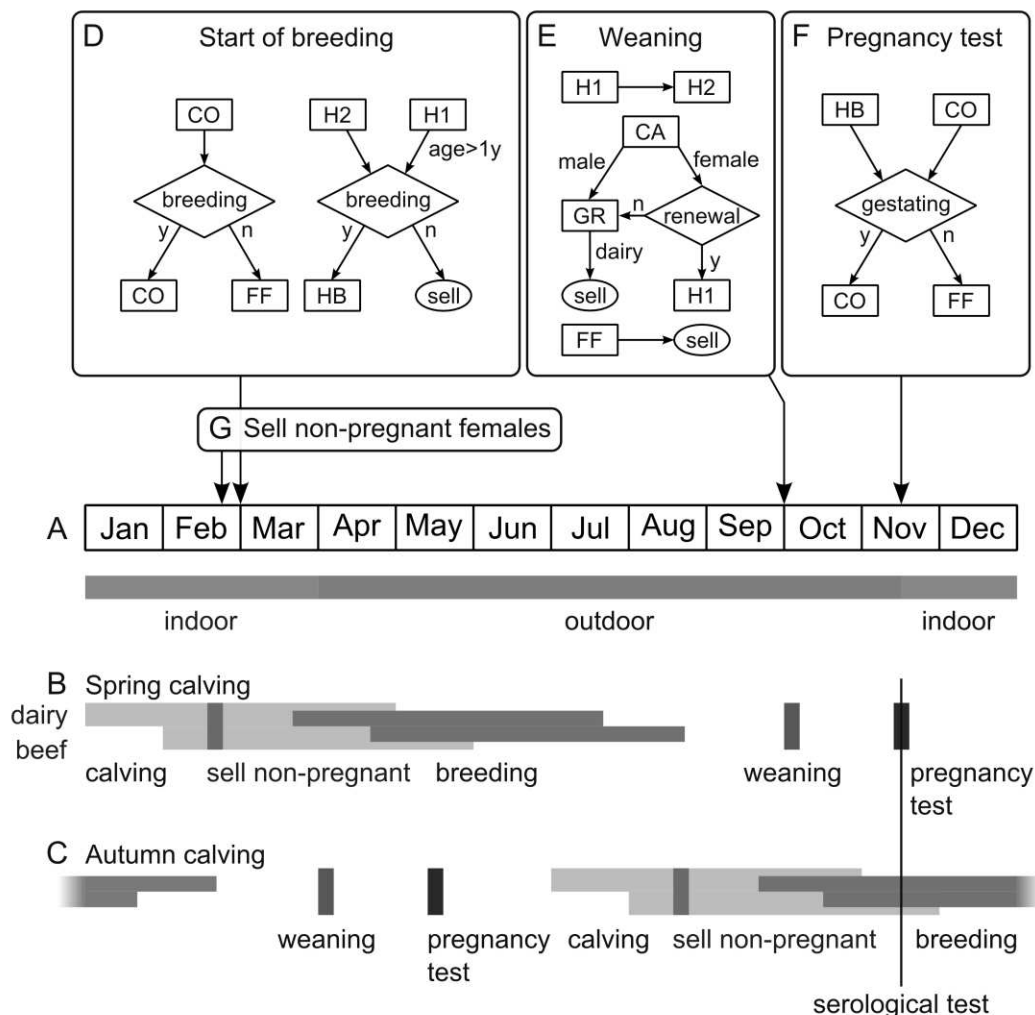 D Start of breeding
CO
H2 H1
age>1y
breeding breeding
y n y n
CO FF HB sell
E Weaning
H1 H2
CA
male female
GR n renewal
dairy y
sell H1
FF sell
F Pregnancy test
HB CO
gestating
y n
CO FF
G Sell non-pregnant females
A Jan Feb Mar Apr May Jun Jul Aug Sep Oct Nov Dec
indoor outdoor indoor
B Spring calving
dairy
beef
calving sell non-pregnant breeding weaning pregnancy
test
C Autumn calving
weaning pregnancy
test
calving sell non-pregnant breeding
serological test